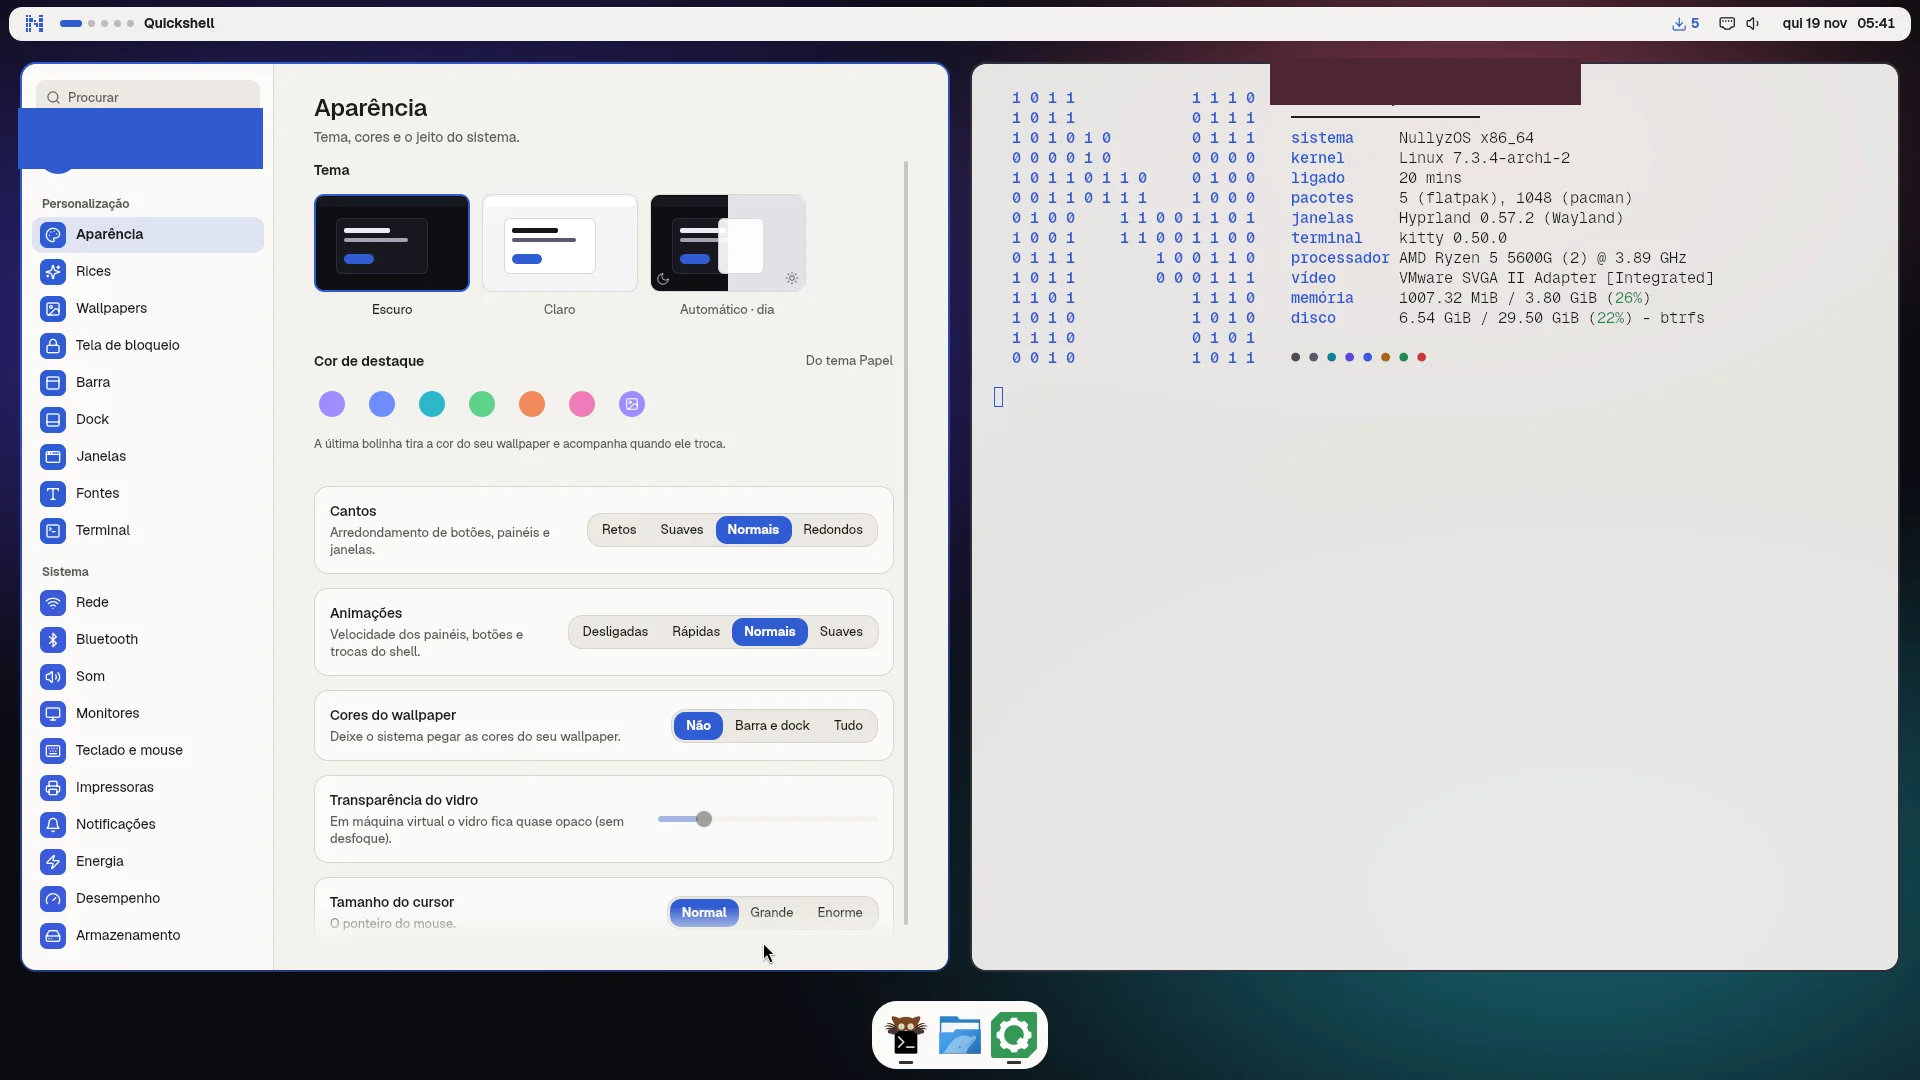 Quickshell
5
qui 19 nov 05:41
Procurar
Personalização
Aparência
Rices
Wallpapers
Tela de bloqueio
Barra
Dock
Janelas
Fontes
Terminal
Sistema
Rede
Bluetooth
Som
Monitores
Teclado e mouse
Impressoras
Notificações
Energia
Desempenho
Armazenamento
Aparência
Tema, cores e o jeito do sistema.
Tema
Escuro
Claro
Automático · dia
Cor de destaque
Do tema Papel
A última bolinha tira a cor do seu wallpaper e acompanha quando ele troca.
Cantos
Arredondamento de botões, painéis e
janelas.
Retos Suaves Normais Redondos
Animações
Velocidade dos painéis, botões e
trocas do shell.
Desligadas Rápidas Normais Suaves
Cores do wallpaper
Deixe o sistema pegar as cores do seu wallpaper.
Não Barra e dock Tudo
Transparência do vidro
Em máquina virtual o vidro fica quase opaco (sem
desfoque).
Tamanho do cursor
O ponteiro do mouse.
Normal Grande Enorme
1 0 1 1 1 1 1 0
1 0 1 1 0 1 1 1
1 0 1 0 1 0 0 1 1 1
0 0 0 0 1 0 0 0 0 0
1 0 1 1 0 1 1 0 0 1 0 0
0 0 1 1 0 1 1 1 1 0 0 0
0 1 0 0 1 1 0 0 1 1 0 1
1 0 0 1 1 1 0 0 1 1 0 0
0 1 1 1 1 0 0 1 1 0
1 0 1 1 0 0 0 1 1 1
1 1 0 1 1 1 1 0
1 0 1 0 1 0 1 0
1 1 1 0 0 1 0 1
0 0 1 0 1 0 1 1
sistema NullyzOS x86_64
kernel Linux 7.3.4-arch1-2
ligado 20 mins
pacotes 5 (flatpak), 1048 (pacman)
janelas Hyprland 0.57.2 (Wayland)
terminal kitty 0.50.0
processador AMD Ryzen 5 5600G (2) @ 3.89 GHz
vídeo VMware SVGA II Adapter [Integrated]
memória 1007.32 MiB / 3.80 GiB (26%)
disco 6.54 GiB / 29.50 GiB (22%) - btrfs